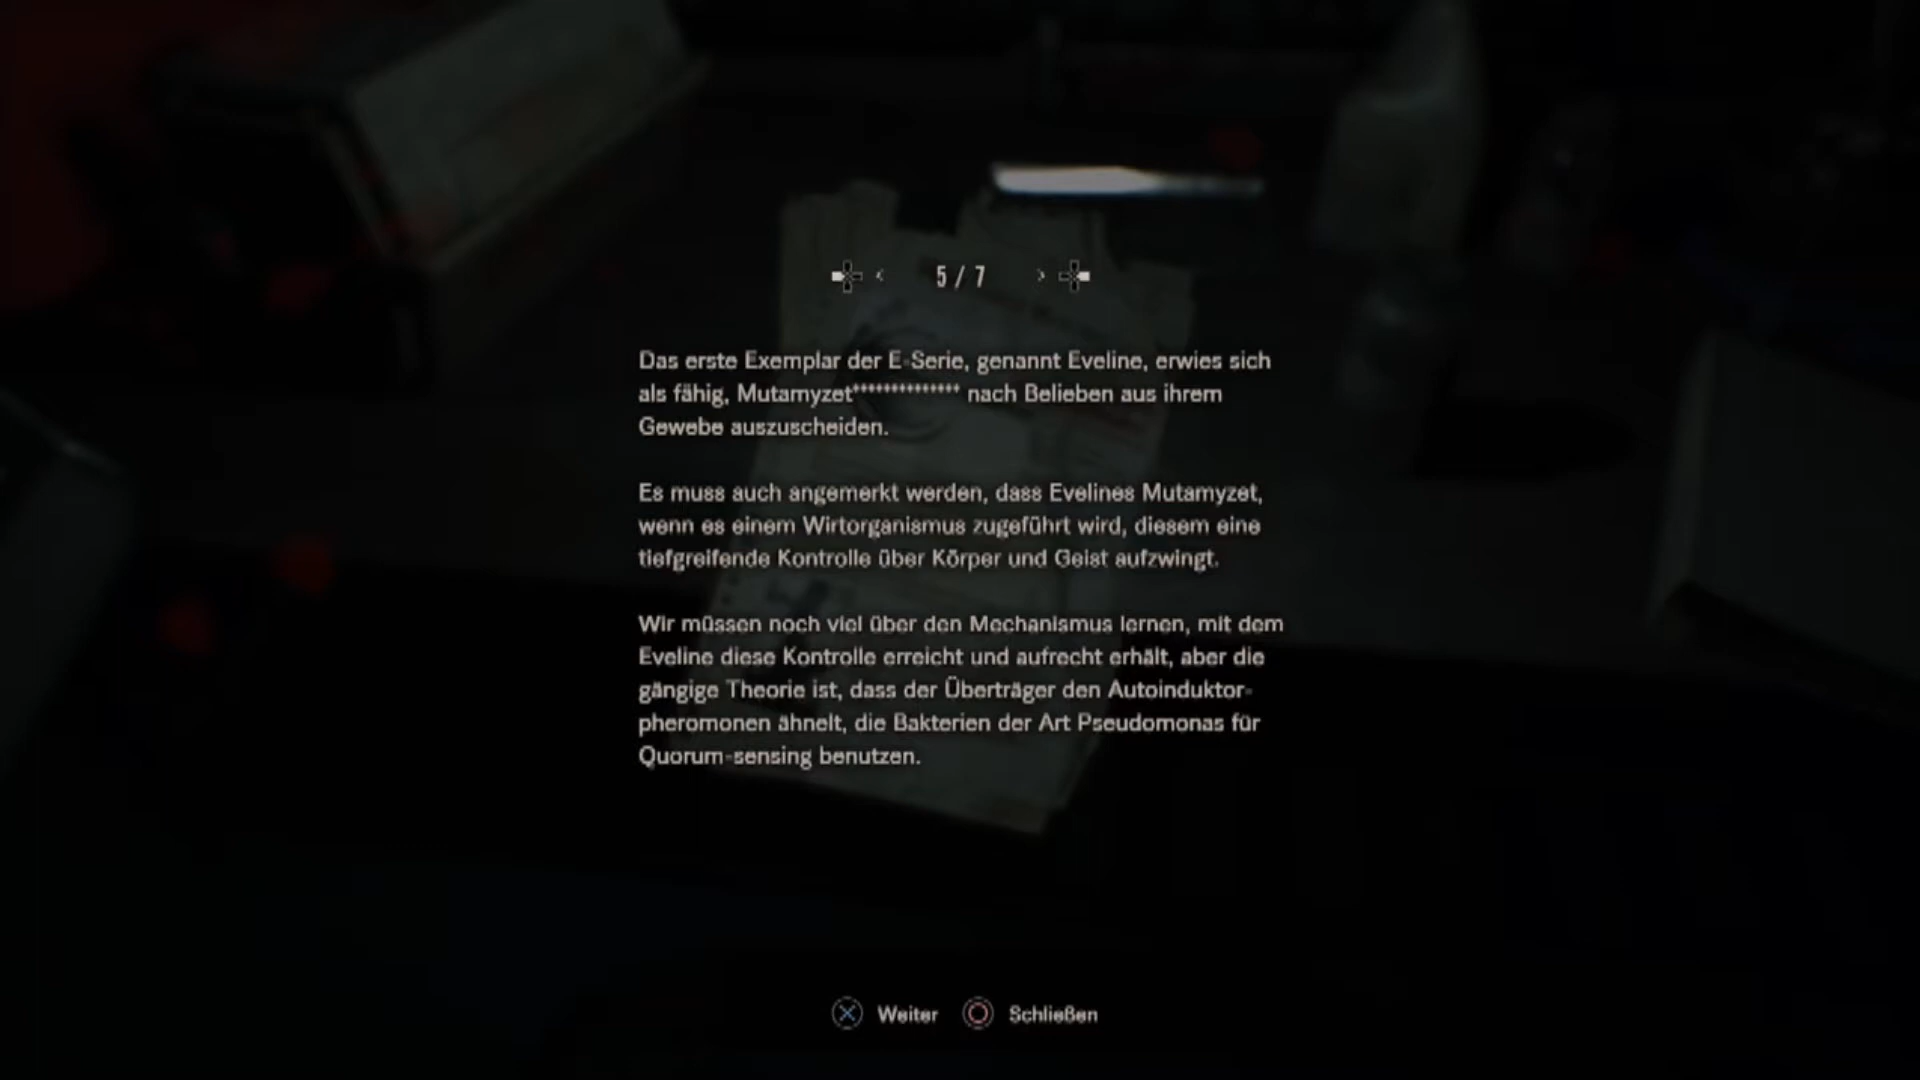 < 5 / 7 >
Das erste Exemplar der E-Serie, genannt Eveline, erwies sich
als fähig, Mutamyzet************** nach Belieben aus ihrem
Gewebe auszuscheiden.
Es muss auch angemerkt werden, dass Evelines Mutamyzet,
wenn es einem Wirtorganismus zugeführt wird, diesem eine
tiefgreifende Kontrolle über Körper und Geist aufzwingt.
Wir müssen noch viel über den Mechanismus lernen, mit dem
Eveline diese Kontrolle erreicht und aufrecht erhält, aber die
gängige Theorie ist, dass der Überträger den Autoinduktor-
pheromonen ähnelt, die Bakterien der Art Pseudomonas für
Quorum-sensing benutzen.
Weiter Schließen